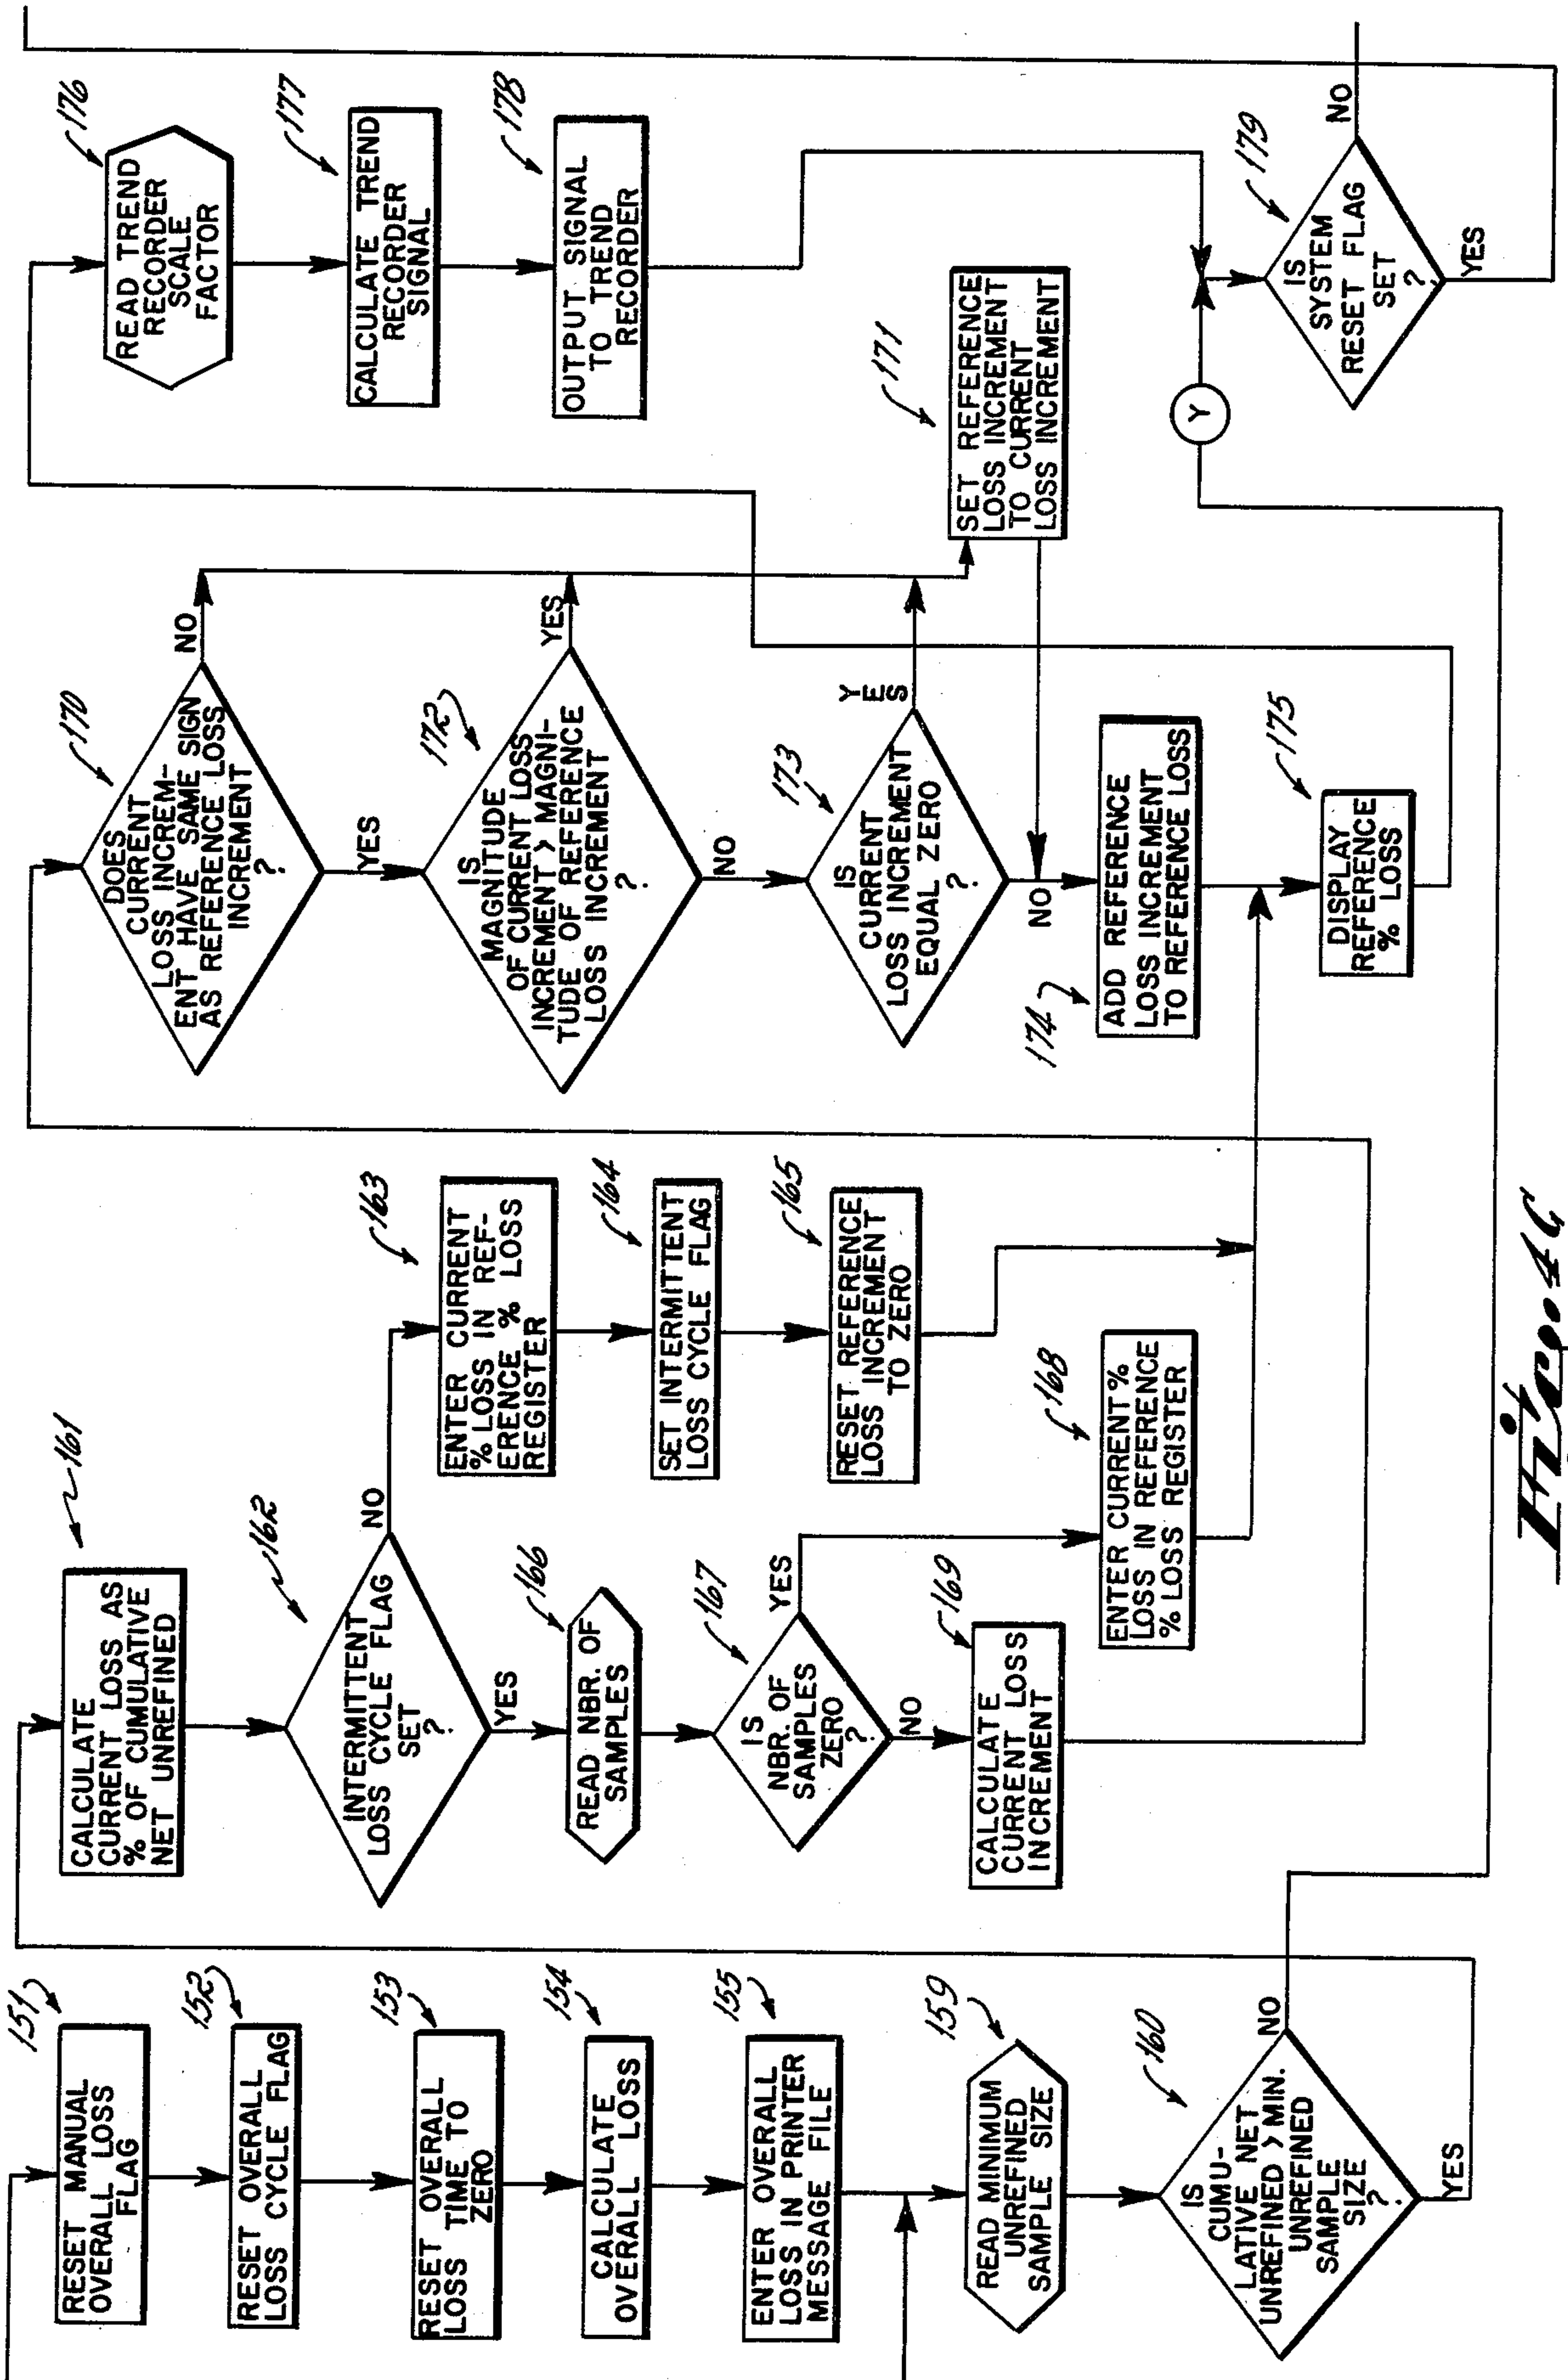 151
RESET MANUAL
OVERALL LOSS
FLAG
152
RESET OVERALL
LOSS CYCLE FLAG
153
RESET OVERALL
LOSS TIME TO
ZERO
154
CALCULATE
OVERALL LOSS
155
ENTER OVERALL
LOSS IN PRINTER
MESSAGE FILE
159
READ MINIMUM
UNREFINED
SAMPLE SIZE
160
IS
CUMU-
LATIVE NET
UNREFINED > MIN.
UNREFINED
SAMPLE
SIZE
?
NO
YES
161
CALCULATE
CURRENT LOSS AS
% OF CUMULATIVE
NET UNREFINED
162
INTERMITTENT
LOSS CYCLE FLAG
SET
?
NO
YES
163
ENTER CURRENT
% LOSS IN REF-
ERENCE % LOSS
REGISTER
164
SET INTERMITTENT
LOSS CYCLE FLAG
165
RESET REFERENCE
LOSS INCREMENT
TO ZERO
166
READ NBR. OF
SAMPLES
167
IS
NBR. OF
SAMPLES
ZERO
?
YES
NO
168
ENTER CURRENT %
LOSS IN REFERENCE
% LOSS REGISTER
169
CALCULATE
CURRENT LOSS
INCREMENT
170
DOES
CURRENT
LOSS INCREM-
ENT HAVE SAME SIGN
AS REFERENCE LOSS
INCREMENT
?
NO
YES
172
IS
MAGNITUDE
OF CURRENT LOSS
INCREMENT > MAGNI-
TUDE OF REFERENCE
LOSS INCREMENT
?
YES
NO
173
IS
CURRENT
LOSS INCREMENT
EQUAL ZERO
?
YES
NO
171
SET REFERENCE
LOSS INCREMENT
TO CURRENT
LOSS INCREMENT
174
ADD REFERENCE
LOSS INCREMENT
TO REFERENCE LOSS
175
DISPLAY
REFERENCE
% LOSS
176
READ TREND
RECORDER
SCALE
FACTOR
177
CALCULATE TREND
RECORDER
SIGNAL
178
OUTPUT SIGNAL
TO TREND
RECORDER
Y
179
IS
SYSTEM
RESET FLAG
SET
?
NO
YES
Fig. 4C